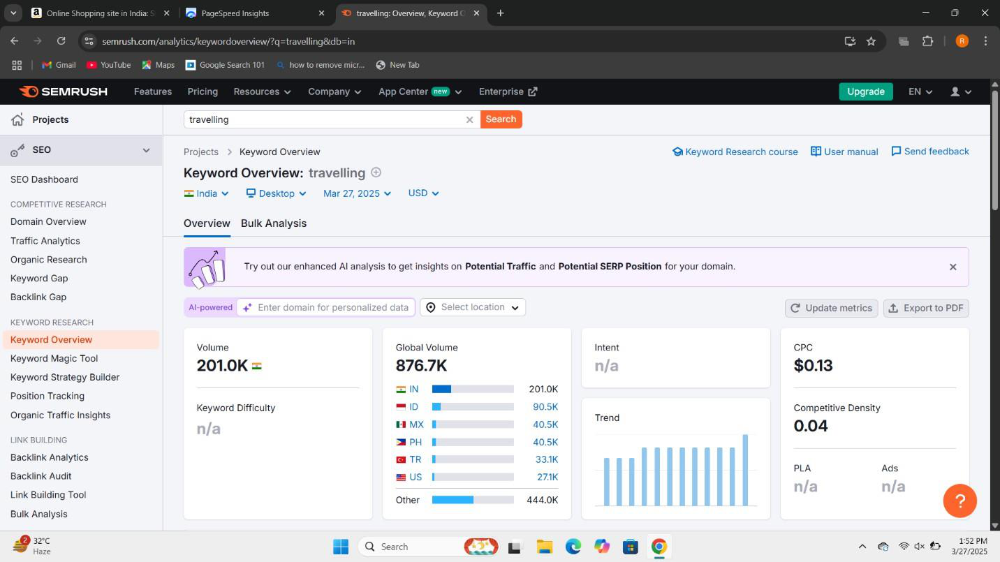 Online Shopping site in India: S
PageSpeed Insights
travelling: Overview, Keyword O
semrush.com/analytics/keywordoverview/?q=travelling&db=in
R
Gmail
YouTube
Maps
Google Search 101
how to remove micr...
New Tab
SEMRUSH
Features
Pricing
Resources
Company
App Center new
Enterprise
Upgrade
EN
Projects
travelling
Search
SEO
Projects > Keyword Overview
Keyword Research course
User manual
Send feedback
Keyword Overview: travelling
SEO Dashboard
India
Desktop
Mar 27, 2025
USD
COMPETITIVE RESEARCH
Domain Overview
Traffic Analytics
Organic Research
Keyword Gap
Backlink Gap
Overview
Bulk Analysis
Try out our enhanced AI analysis to get insights on Potential Traffic and Potential SERP Position for your domain.
AI-powered
Enter domain for personalized data
Select location
Update metrics
Export to PDF
KEYWORD RESEARCH
Keyword Overview
Keyword Magic Tool
Keyword Strategy Builder
Position Tracking
Organic Traffic Insights
LINK BUILDING
Backlink Analytics
Backlink Audit
Link Building Tool
Bulk Analysis
Volume
201.0K
Keyword Difficulty
n/a
Global Volume
876.7K
IN 201.0K
ID 90.5K
MX 40.5K
PH 40.5K
TR 33.1K
US 27.1K
Other 444.0K
Intent
n/a
Trend
CPC
$0.13
Competitive Density
0.04
PLA
n/a
Ads
n/a
?
2
32°C
Haze
Search
1:52 PM
3/27/2025